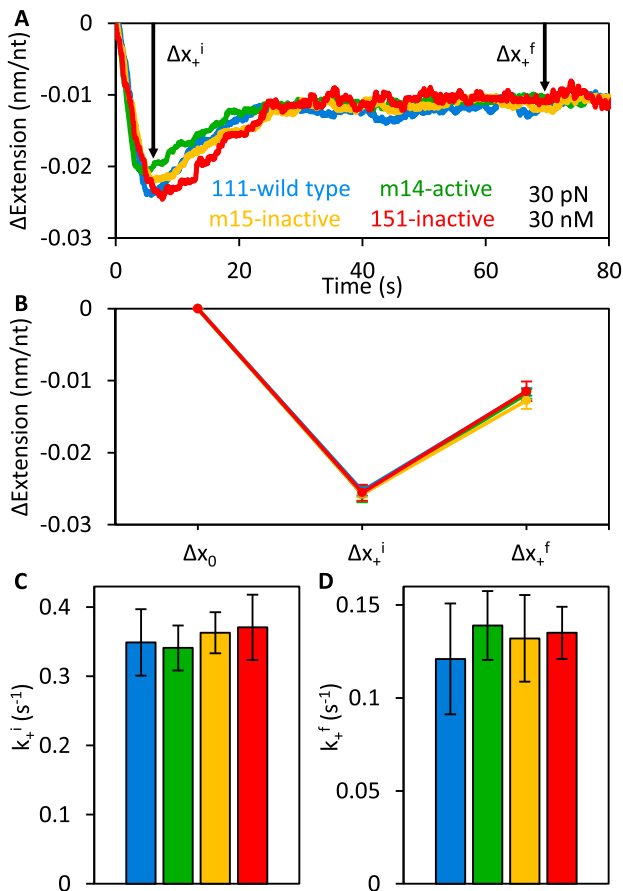 A
ΔExtension (nm/nt)
0
-0.01
-0.02
-0.03
Δx₊ⁱ
Δx₊ᶠ
111-wild type
m14-active
30 pN
m15-inactive
151-inactive
30 nM
0
20
40
60
80
Time (s)
B
ΔExtension (nm/nt)
0
-0.01
-0.02
-0.03
Δx₀
Δx₊ⁱ
Δx₊ᶠ
C
k₊ⁱ (s⁻¹)
0.4
0.3
0.2
0.1
0
D
k₊ᶠ (s⁻¹)
0.15
0.10
0.05
0